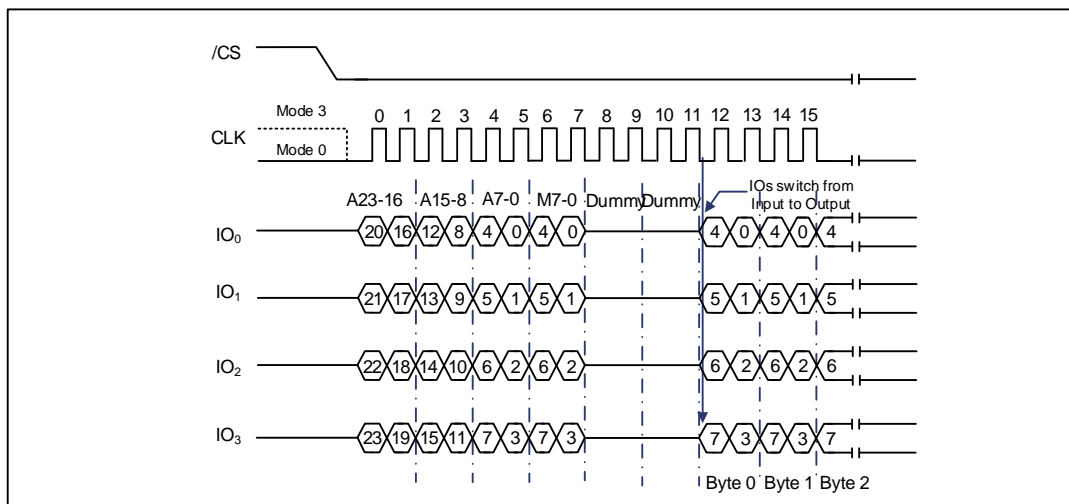 /CS
Mode 3
0 1 2 3 4 5 6 7 8 9 10 11 12 13 14 15
CLK
Mode 0
IOs switch from
Input to Output
A23-16 A15-8 A7-0 M7-0 Dummy Dummy
IO0 20 16 12 8 4 0 4 0 4 0 4 0 4
IO1 21 17 13 9 5 1 5 1 5 1 5 1 5
IO2 22 18 14 10 6 2 6 2 6 2 6 2 6
IO3 23 19 15 11 7 3 7 3 7 3 7 3 7
Byte 0 Byte 1 Byte 2